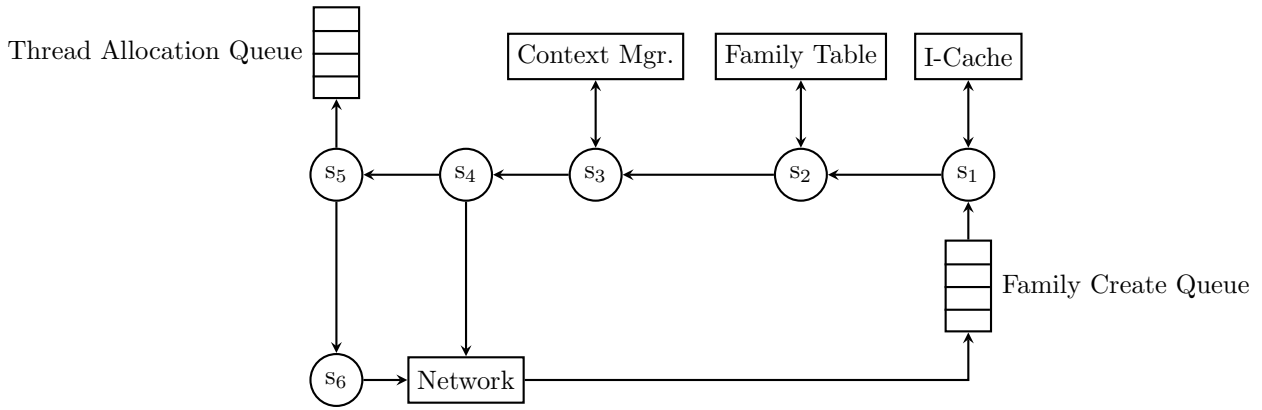 Thread Allocation Queue
Context Mgr.
Family Table
I-Cache
s5
s4
s3
s2
s1
Family Create Queue
s6
Network